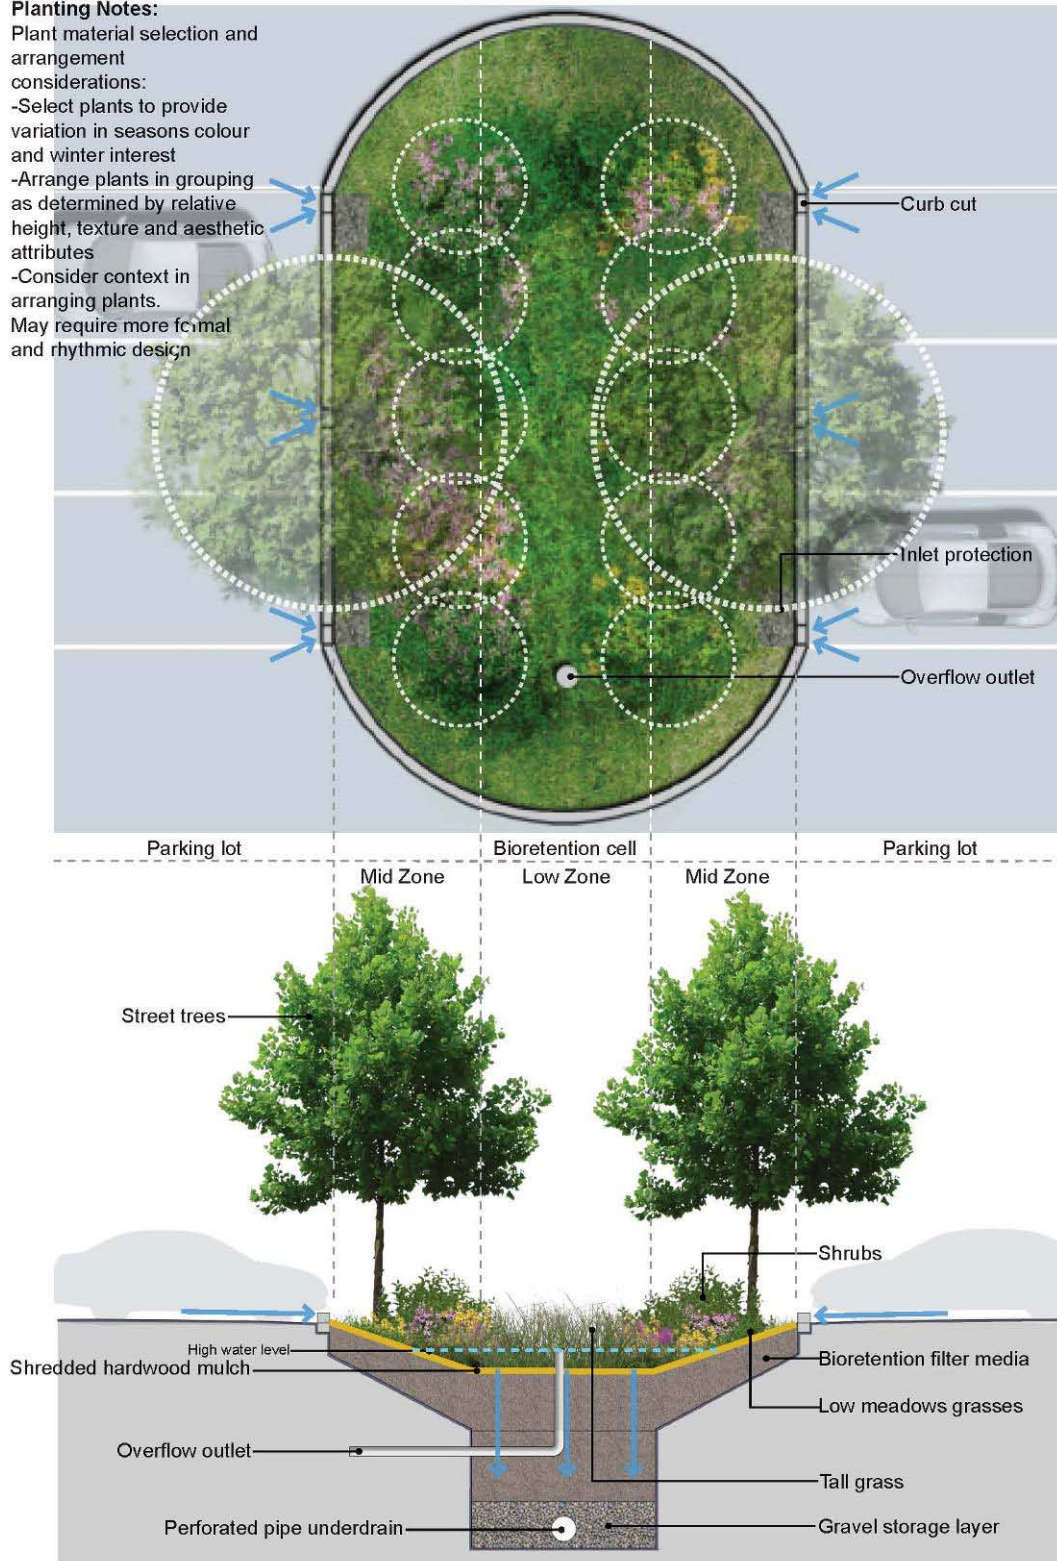 Planting Notes:
Plant material selection and
arrangement
considerations:
-Select plants to provide
variation in seasons colour
and winter interest
-Arrange plants in grouping
as determined by relative
height, texture and aesthetic
attributes
-Consider context in
arranging plants.
May require more formal
and rhythmic design
Curb cut
Inlet protection
Overflow outlet
Parking lot
Bioretention cell
Parking lot
Mid Zone
Low Zone
Mid Zone
Street trees
Shrubs
High water level
Shredded hardwood mulch
Bioretention filter media
Low meadows grasses
Overflow outlet
Tall grass
Perforated pipe underdrain
Gravel storage layer